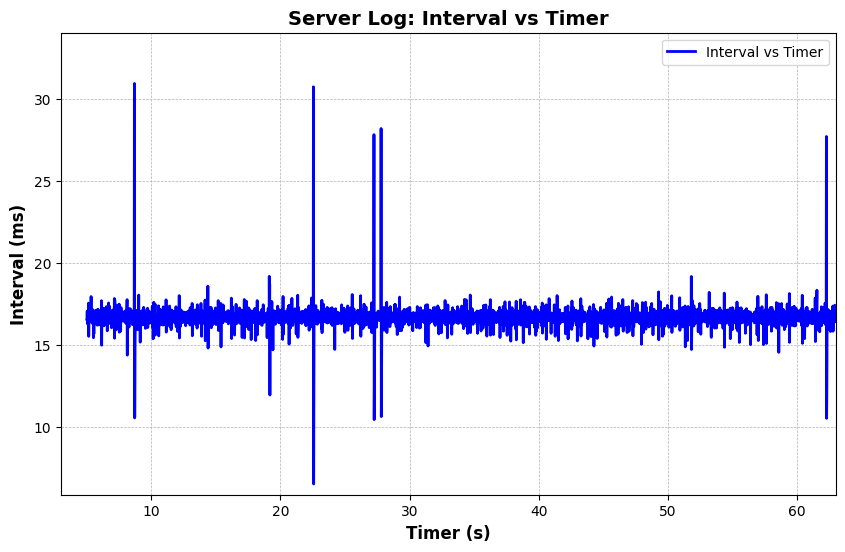 Server Log: Interval vs Timer
Interval vs Timer
30
25
20
15
10
Interval (ms)
10 20 30 40 50 60
Timer (s)